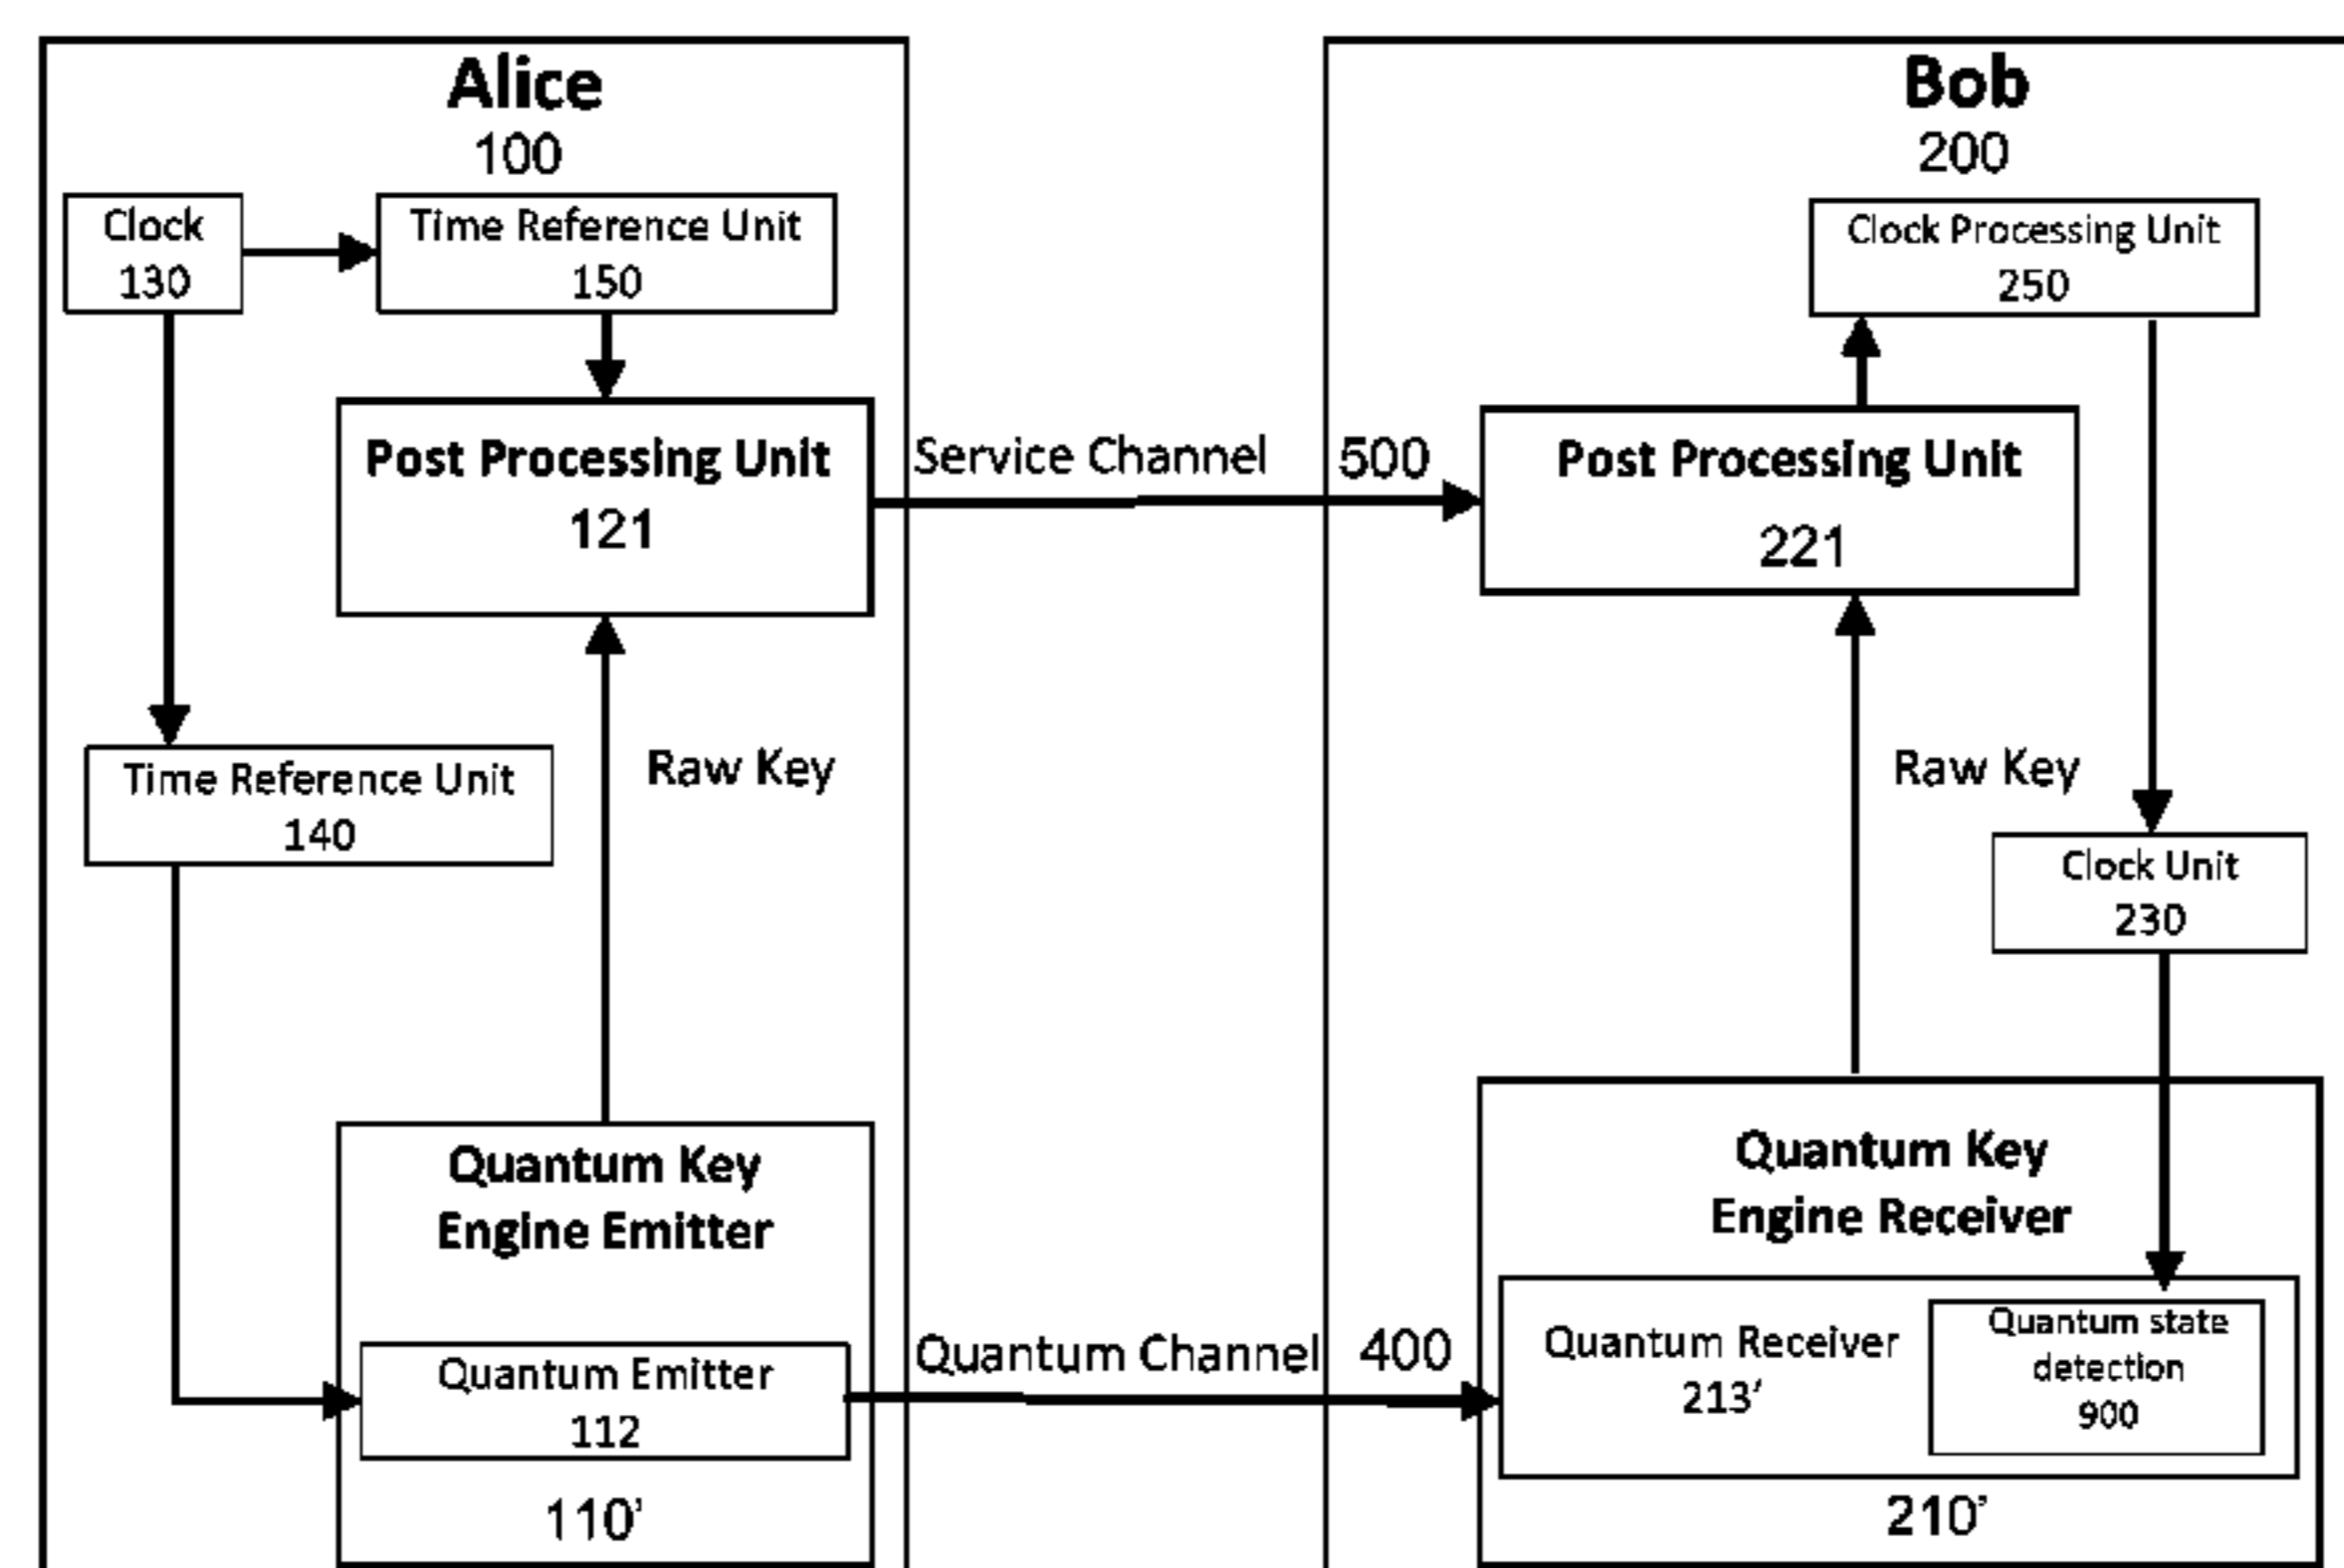 Alice
100
Clock
130
Time Reference Unit
150
Post Processing Unit
121
Time Reference Unit
140
Raw Key
Quantum Key
Engine Emitter
Quantum Emitter
112
110'
Service Channel 500
Quantum Channel 400
Bob
200
Clock Processing Unit
250
Post Processing Unit
221
Raw Key
Clock Unit
230
Quantum Key
Engine Receiver
Quantum Receiver
213'
Quantum state
detection
900
210'